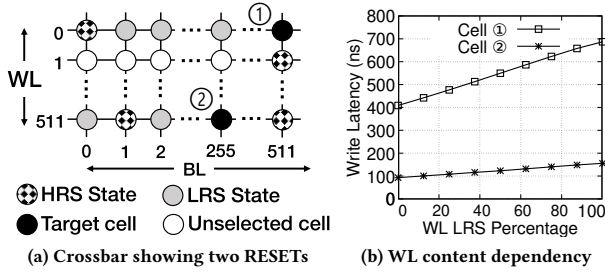 ①
0
1
WL
②
511
0 1 2 255 511
BL
HRS State LRS State
Target cell Unselected cell
(a) Crossbar showing two RESETs
800
700
600
500
400
300
200
100
0
Write Latency (ns)
Cell ①
Cell ②
0 20 40 60 80 100
WL LRS Percentage
(b) WL content dependency